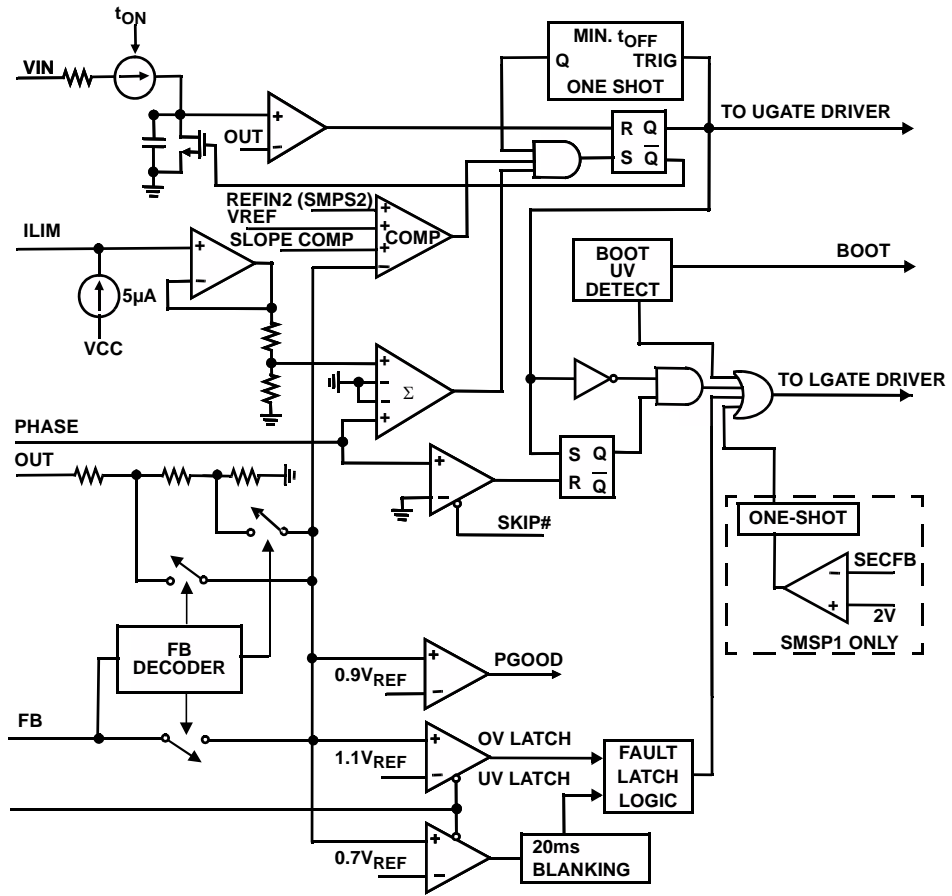 tON
VIN
MIN. tOFF
Q TRIG
ONE SHOT
+
−
OUT
R Q
S Q
TO UGATE DRIVER
REFIN2 (SMPS2)
VREF
SLOPE COMP
+
+
+
−
COMP
ILIM
+
−
5µA
VCC
BOOT
UV
DETECT
BOOT
+
−
−
+
Σ
TO LGATE DRIVER
PHASE
OUT
+
−
SKIP#
S Q
R Q
ONE-SHOT
−
+
SECFB
2V
SMSP1 ONLY
FB
DECODER
FB
+
−
0.9VREF
PGOOD
+
−
1.1VREF
OV LATCH
UV LATCH
FAULT
LATCH
LOGIC
+
−
0.7VREF
20ms
BLANKING